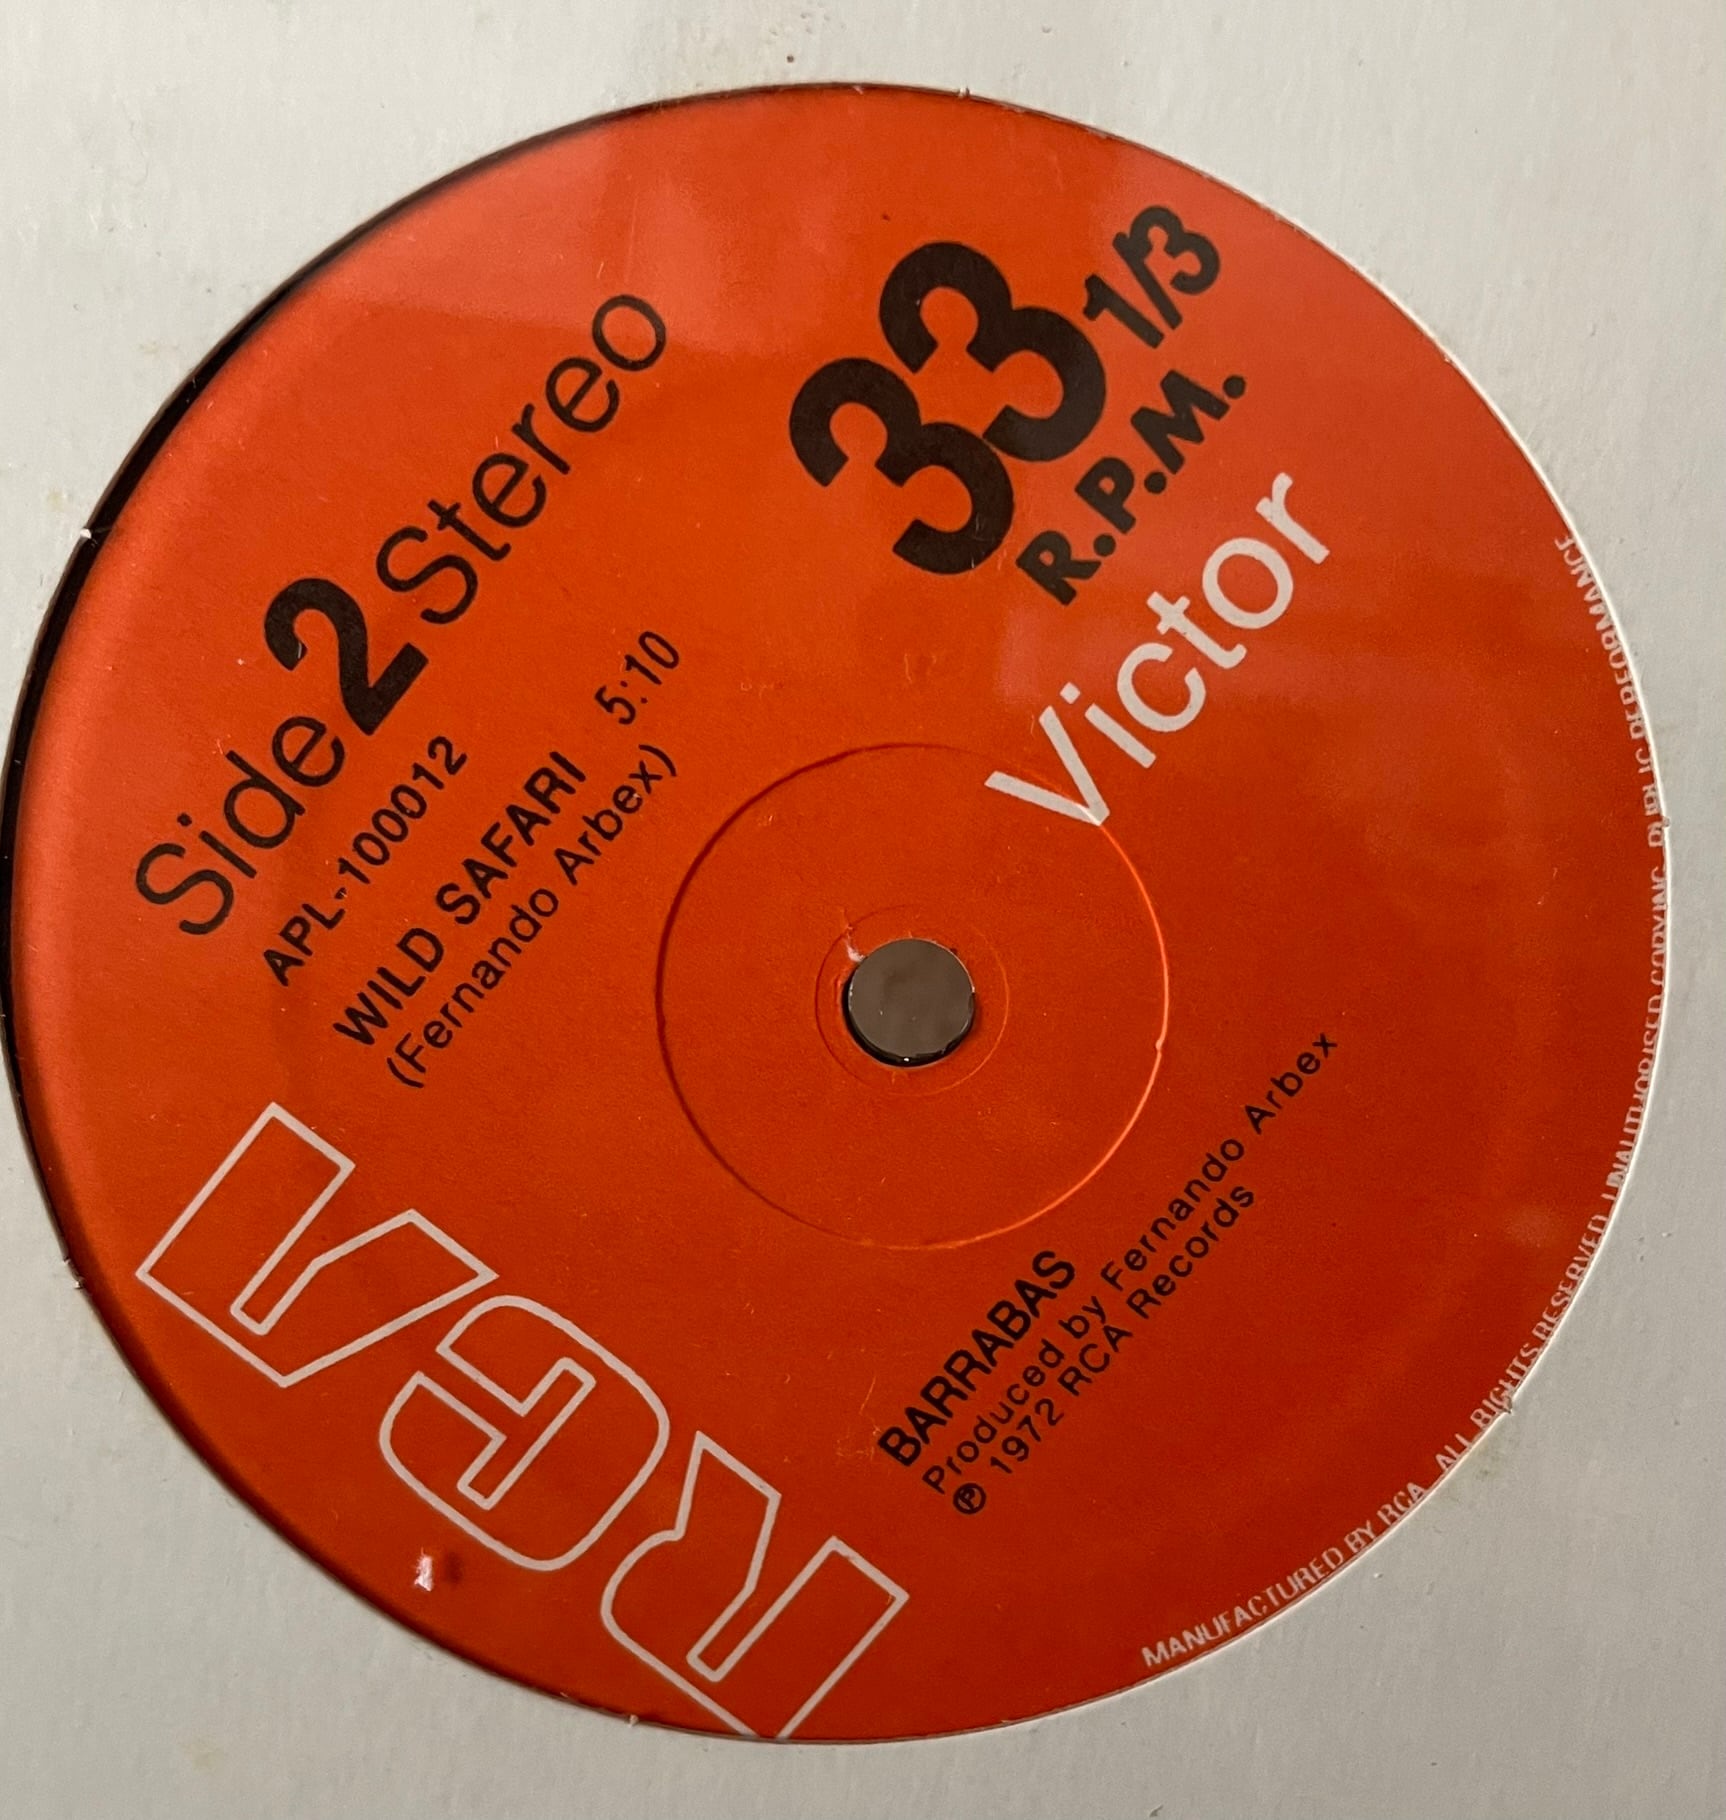 33 1/3
R.P.M.
Victor
Side 2 Stereo
APL-100012
WILD SAFARI 5:10
(Fernando Arbex)
RCA
BARRABAS
Produced by Fernando Arbex
℗ 1972 RCA Records
MANUFACTURED BY RCA ALL RIGHTS RESERVED. UNAUTHORISED COPYING, PUBLIC PERFORMANCE